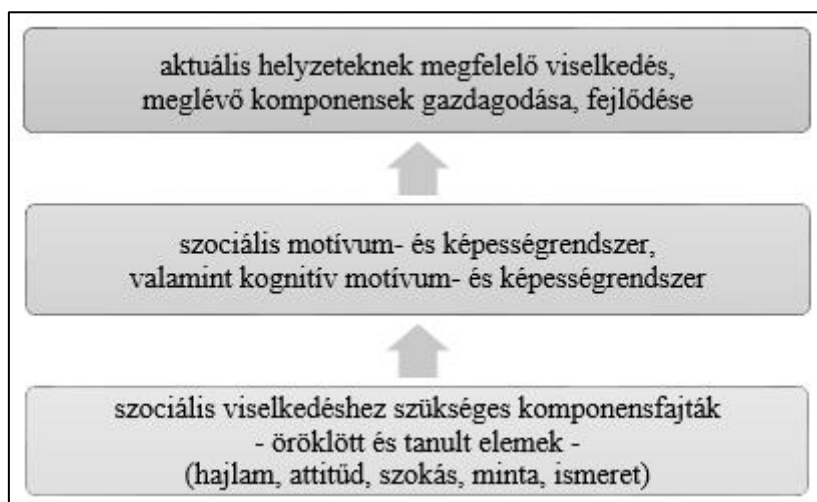 aktuális helyzeteknek megfelelő viselkedés,
meglévő komponensek gazdagodása, fejlődése
szociális motívum- és képességrendszer,
valamint kognitív motívum- és képességrendszer
szociális viselkedéshez szükséges komponensfajták
- öröklött és tanult elemek -
(hajlam, attitűd, szokás, minta, ismeret)